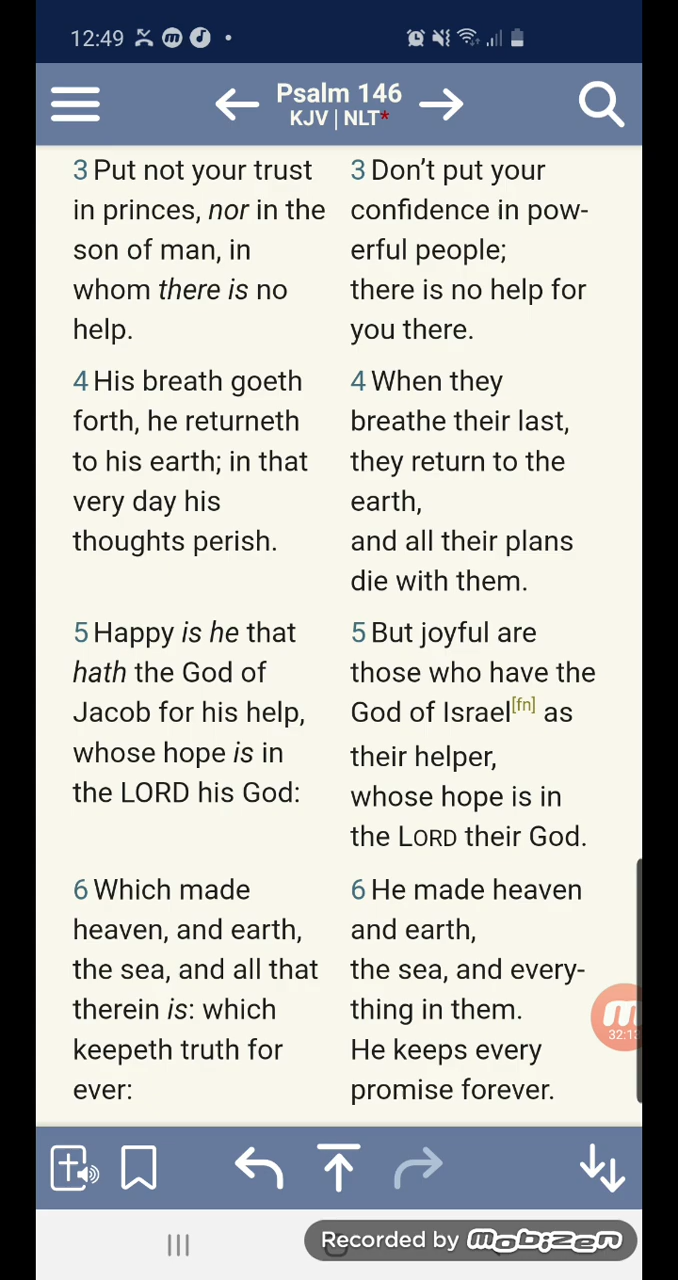 12:49
Psalm 146
KJV | NLT*
3 Put not your trust
in princes, nor in the
son of man, in
whom there is no
help.
3 Don’t put your
confidence in pow-
erful people;
there is no help for
you there.
4 His breath goeth
forth, he returneth
to his earth; in that
very day his
thoughts perish.
4 When they
breathe their last,
they return to the
earth,
and all their plans
die with them.
5 Happy is he that
hath the God of
Jacob for his help,
whose hope is in
the LORD his God:
5 But joyful are
those who have the
God of Israel[fn] as
their helper,
whose hope is in
the LORD their God.
6 Which made
heaven, and earth,
the sea, and all that
therein is: which
keepeth truth for
ever:
6 He made heaven
and earth,
the sea, and every-
thing in them.
He keeps every
promise forever.
32:13
Recorded by mobizen